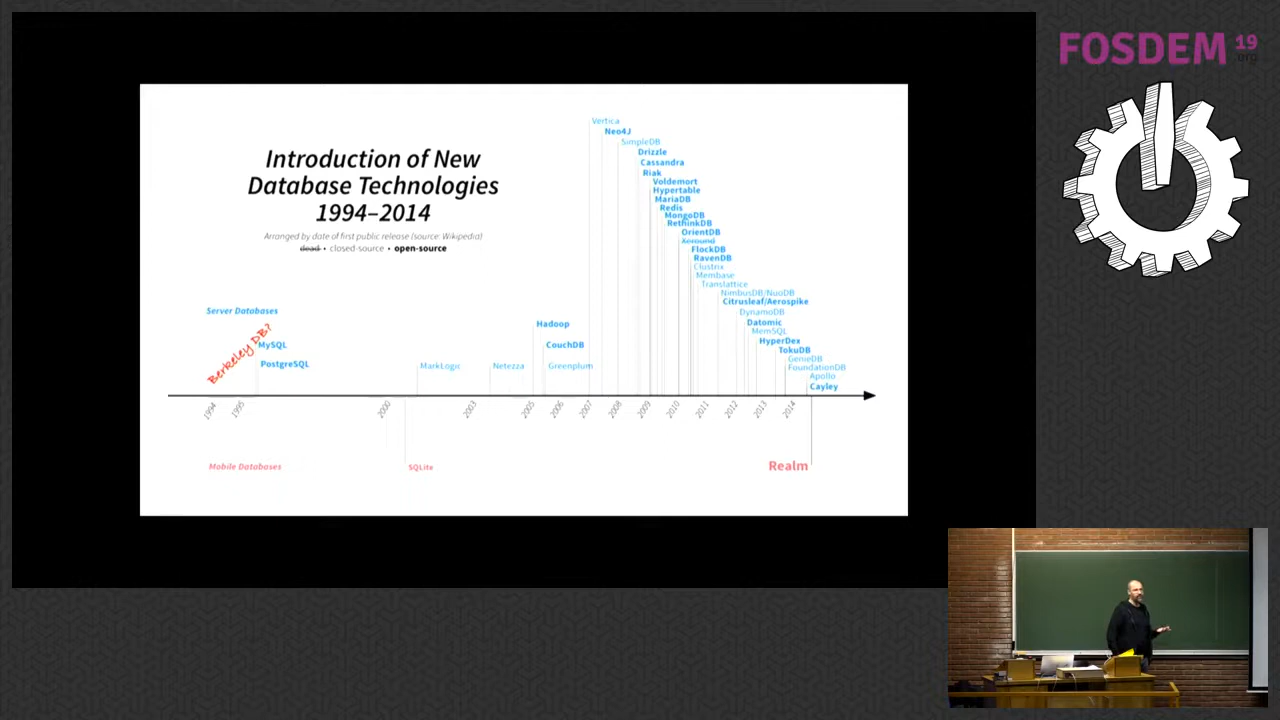 FOSDEM 19
.org
Introduction of New
Database Technologies
1994–2014
Arranged by date of first public release (source: Wikipedia)
dead • closed-source • open-source
Vertica
Neo4J
SimpleDB
Drizzle
Cassandra
Riak
Voldemort
Hypertable
MariaDB
Redis
MongoDB
RethinkDB
OrientDB
Xeround
FlockDB
RavenDB
Clustrix
Membase
Translattice
NimbusDB/NuoDB
Citrusleaf/Aerospike
DynamoDB
Datomic
MemSQL
HyperDex
TokuDB
GenieDB
FoundationDB
Apollo
Cayley
Server Databases
Berkeley DB?
MySQL
PostgreSQL
MarkLogic
Netezza
Hadoop
CouchDB
Greenplum
1994 1995 2000 2003 2005 2006 2007 2008 2009 2010 2011 2012 2013 2014
Mobile Databases
SQLite
Realm